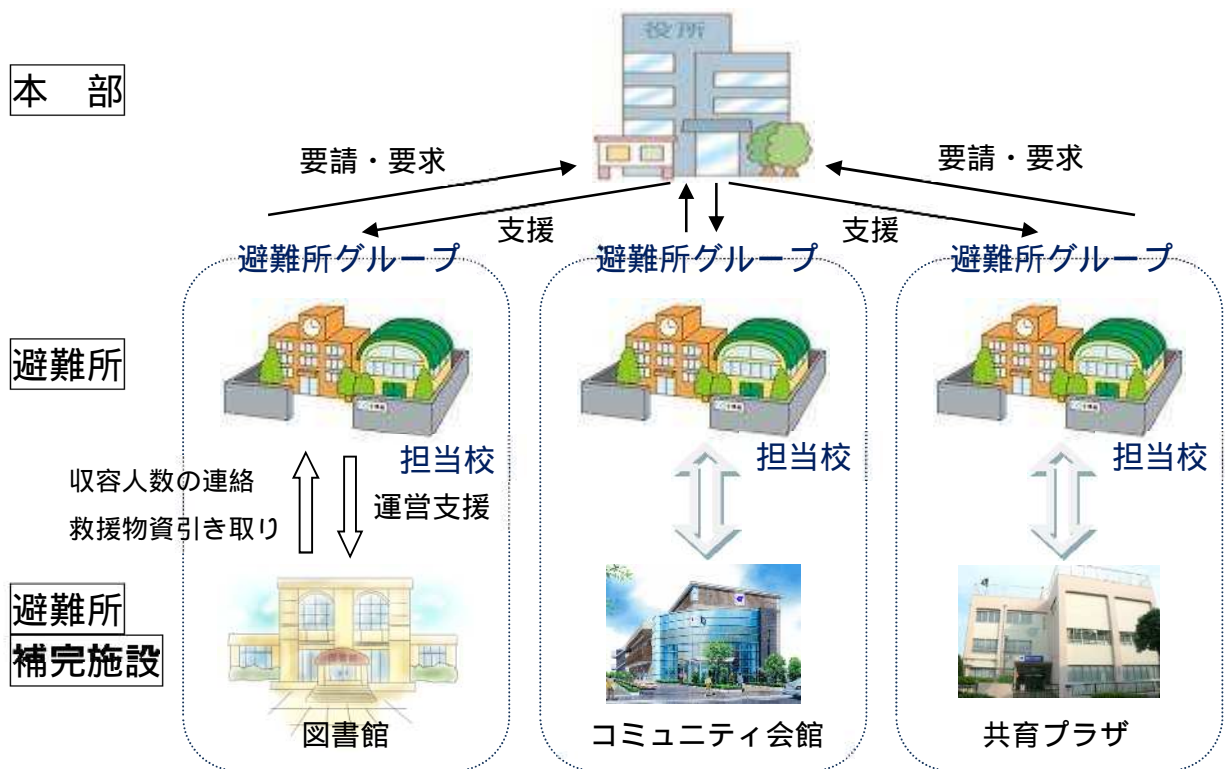 役所
本　部
要請・要求
要請・要求
支援
支援
避難所グループ
避難所グループ
避難所グループ
避難所
担当校
担当校
担当校
収容人数の連絡
救援物資引き取り
運営支援
避難所
補完施設
図書館
コミュニティ会館
共育プラザ